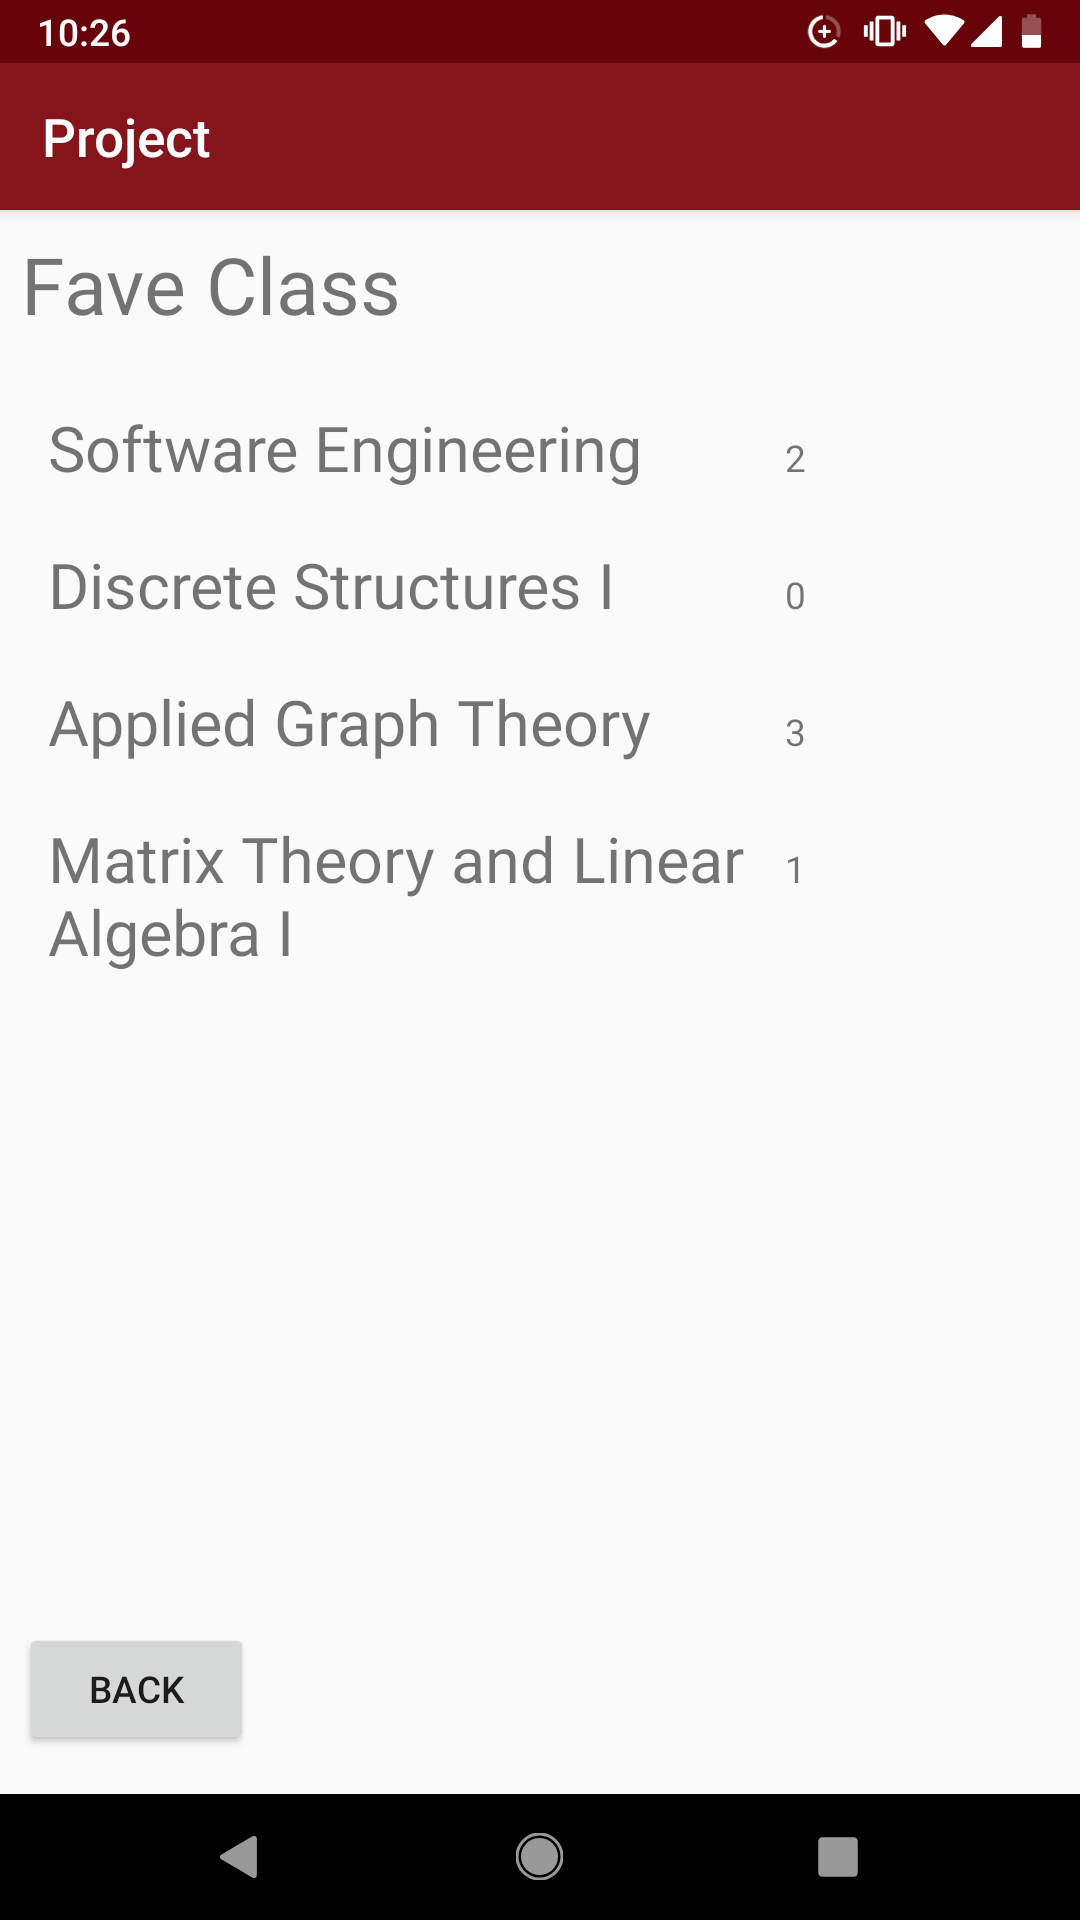 10:26
Project
Fave Class
Software Engineering 2
Discrete Structures I 0
Applied Graph Theory 3
Matrix Theory and Linear 1
Algebra I
BACK